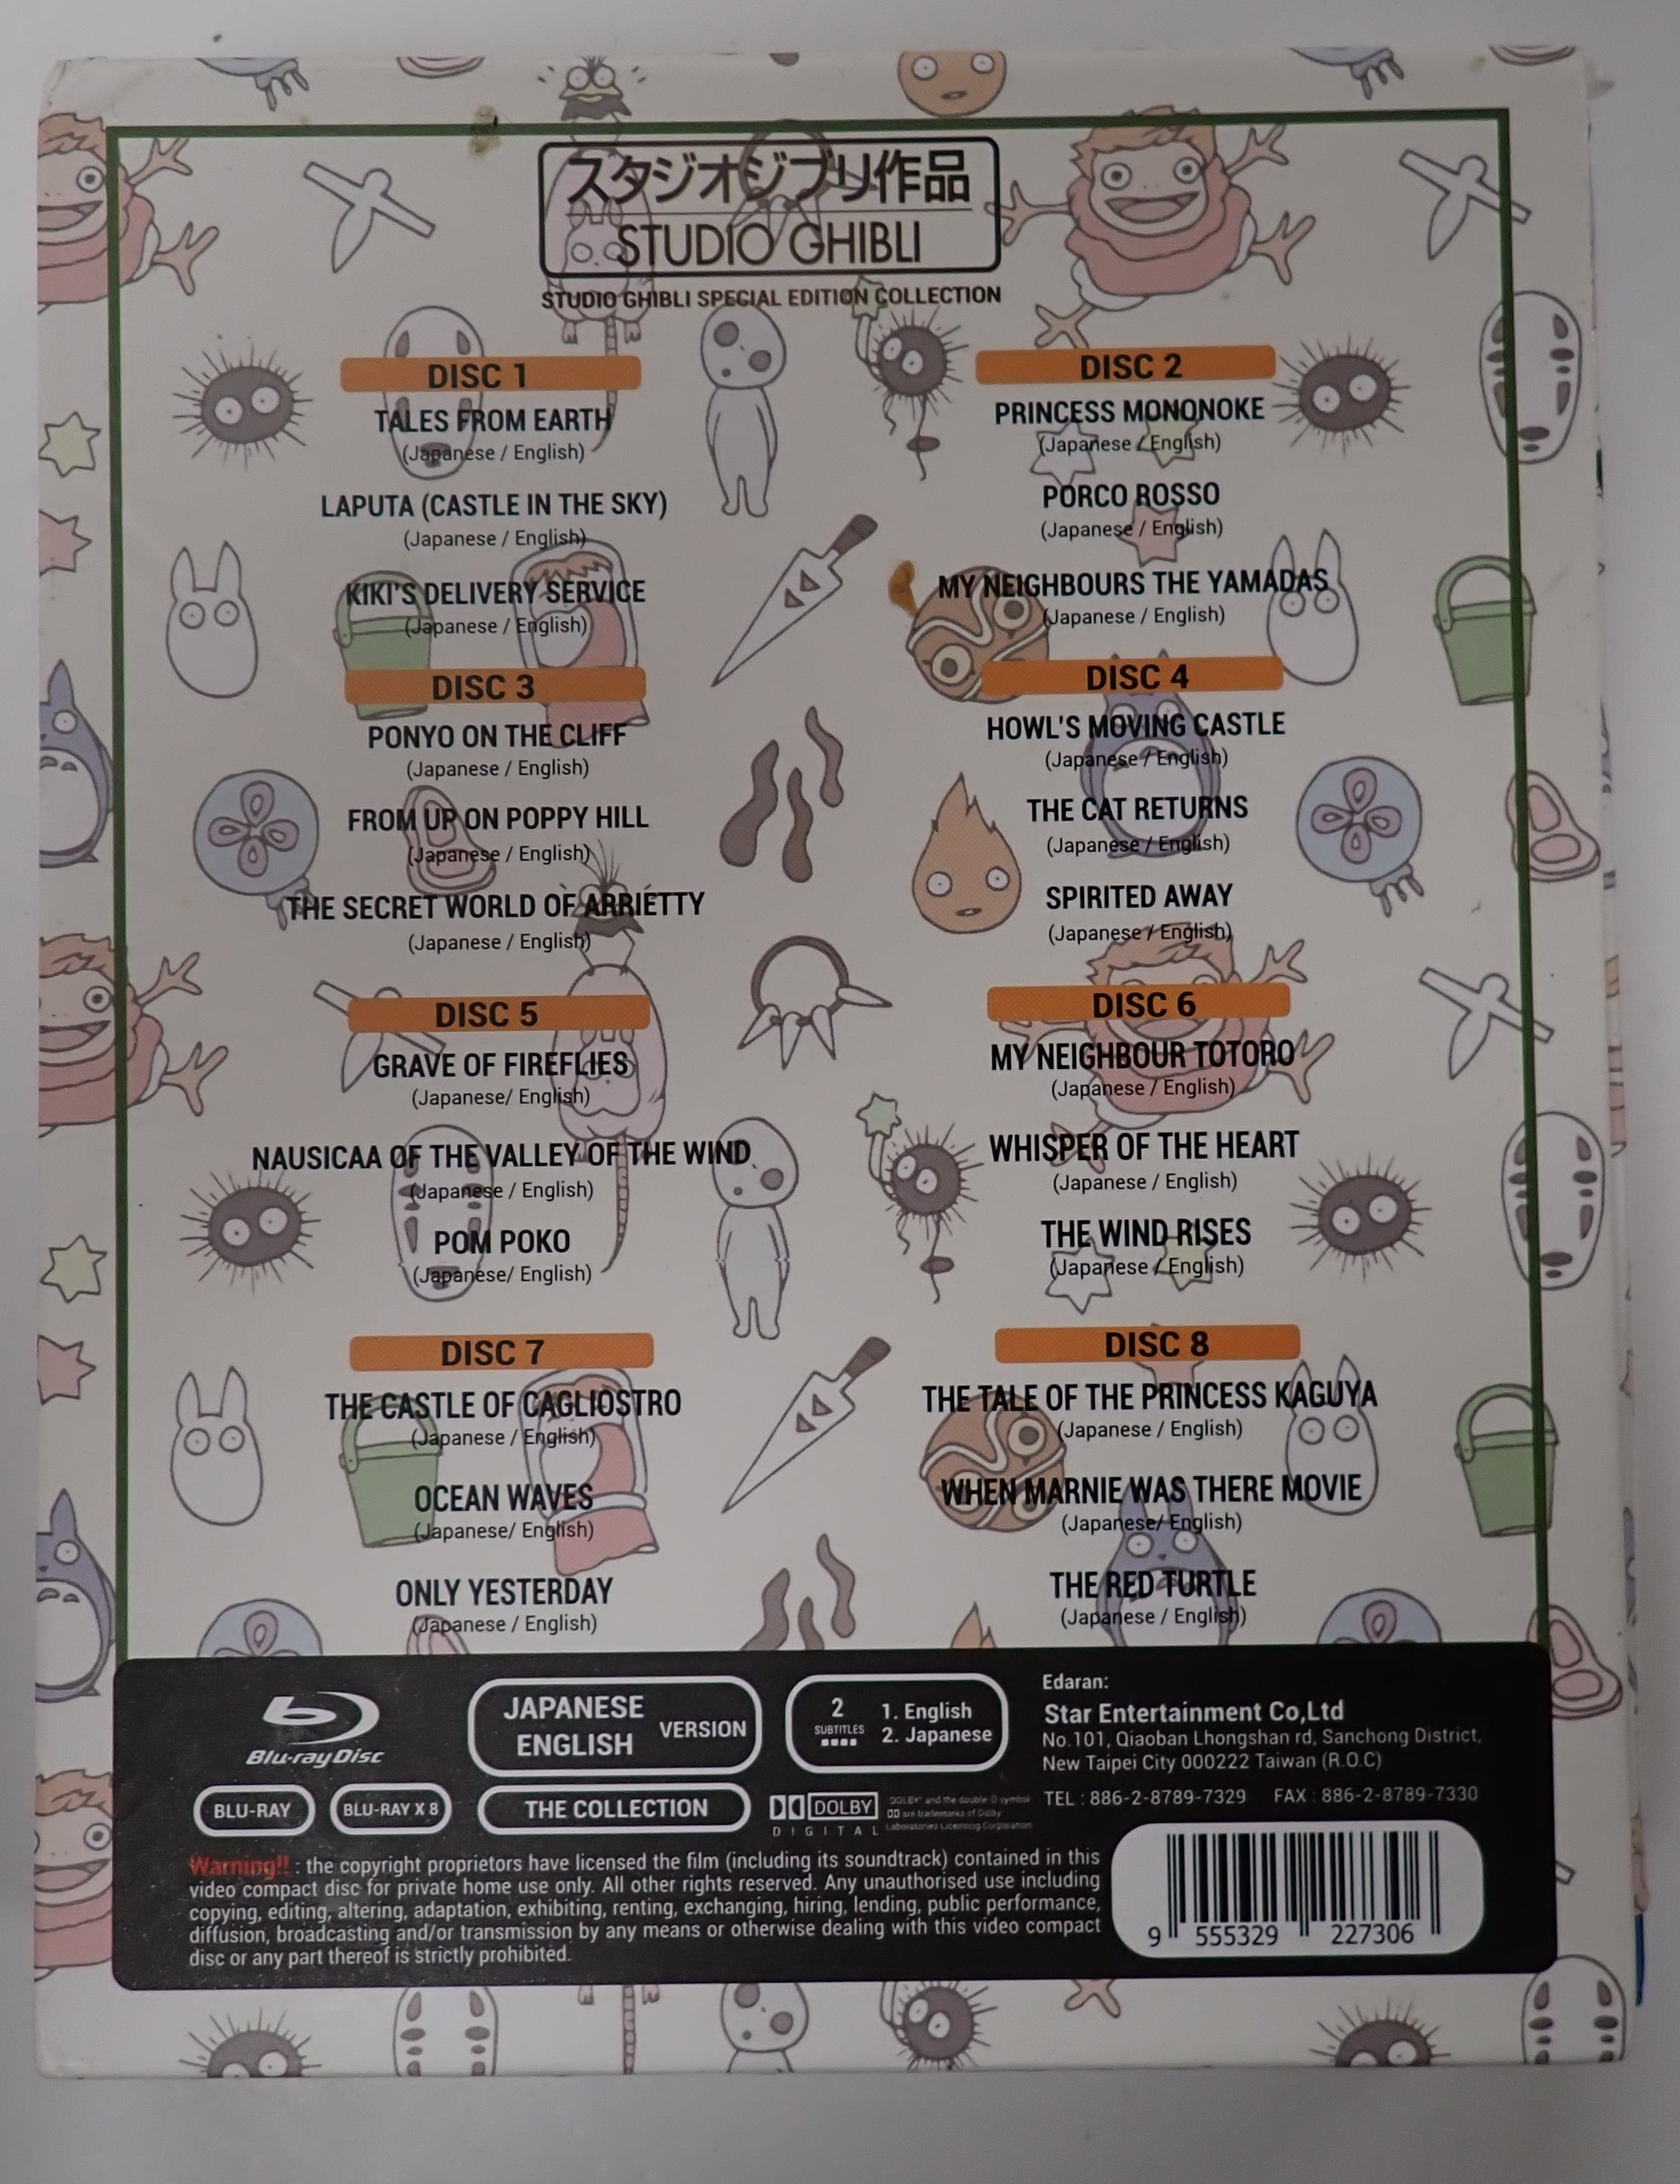 スタジオジブリ作品
STUDIO GHIBLI
STUDIO GHIBLI SPECIAL EDITION COLLECTION
DISC 1
TALES FROM EARTH
(Japanese / English)
LAPUTA (CASTLE IN THE SKY)
(Japanese / English)
KIKI'S DELIVERY SERVICE
(Japanese / English)
DISC 2
PRINCESS MONONOKE
(Japanese / English)
PORCO ROSSO
(Japanese / English)
MY NEIGHBOURS THE YAMADAS
(Japanese / English)
DISC 3
PONYO ON THE CLIFF
(Japanese / English)
FROM UP ON POPPY HILL
(Japanese / English)
THE SECRET WORLD OF ARRIETTY
(Japanese / English)
DISC 4
HOWL'S MOVING CASTLE
(Japanese / English)
THE CAT RETURNS
(Japanese / English)
SPIRITED AWAY
(Japanese / English)
DISC 5
GRAVE OF FIREFLIES
(Japanese/ English)
NAUSICAA OF THE VALLEY OF THE WIND
(Japanese / English)
POM POKO
(Japanese/ English)
DISC 6
MY NEIGHBOUR TOTORO
(Japanese / English)
WHISPER OF THE HEART
(Japanese / English)
THE WIND RISES
(Japanese / English)
DISC 7
THE CASTLE OF CAGLIOSTRO
(Japanese / English)
OCEAN WAVES
(Japanese/ English)
ONLY YESTERDAY
(Japanese / English)
DISC 8
THE TALE OF THE PRINCESS KAGUYA
(Japanese / English)
WHEN MARNIE WAS THERE MOVIE
(Japanese/ English)
THE RED TURTLE
(Japanese / English)
Blu-ray Disc
JAPANESE
ENGLISH
VERSION
2
SUBTITLES
1. English
2. Japanese
BLU-RAY
BLU-RAY X 8
THE COLLECTION
DOLBY
DIGITAL
"DOLBY" and the double-D symbol
are trademarks of Dolby
Laboratories Licensing Corporation
Edaran:
Star Entertainment Co,Ltd
No.101, Qiaoban Lhongshan rd, Sanchong District,
New Taipei City 000222 Taiwan (R.O.C)
TEL : 886-2-8789-7329 FAX : 886-2-8789-7330
Warning!! : the copyright proprietors have licensed the film (including its soundtrack) contained in this
video compact disc for private home use only. All other rights reserved. Any unauthorised use including
copying, editing, altering, adaptation, exhibiting, renting, exchanging, hiring, lending, public performance,
diffusion, broadcasting and/or transmission by any means or otherwise dealing with this video compact
disc or any part thereof is strictly prohibited.
9 555329 227306